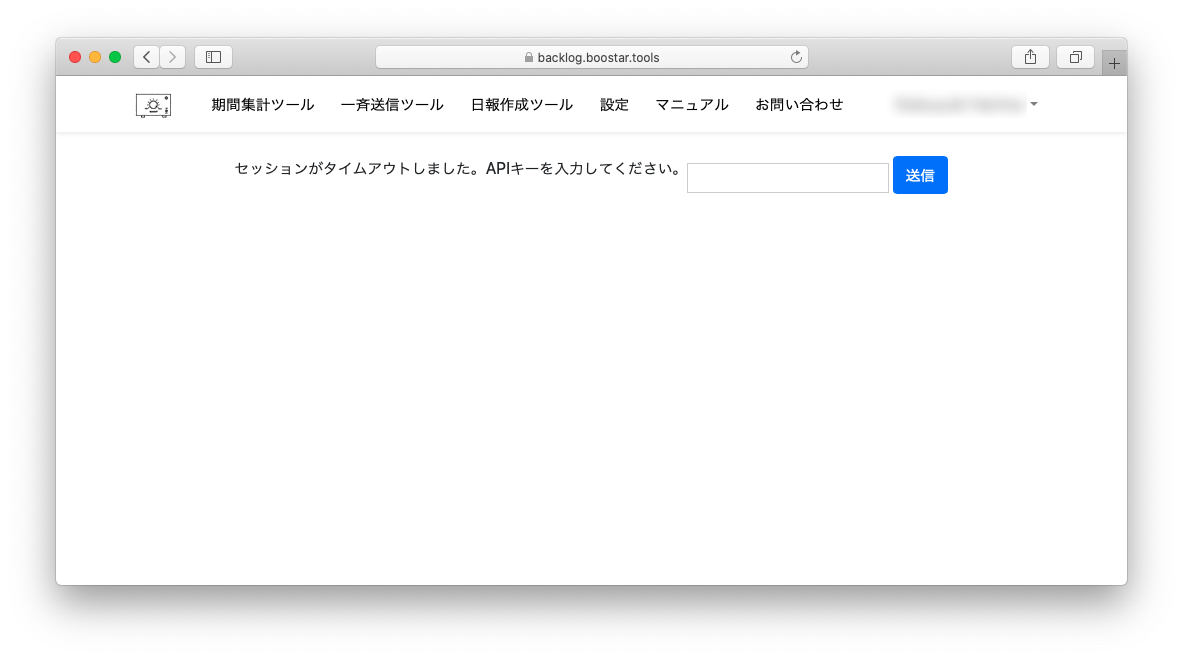 backlog.boostar.tools
期間集計ツール 一斉送信ツール 日報作成ツール 設定 マニュアル お問い合わせ
セッションがタイムアウトしました。APIキーを入力してください。 送信